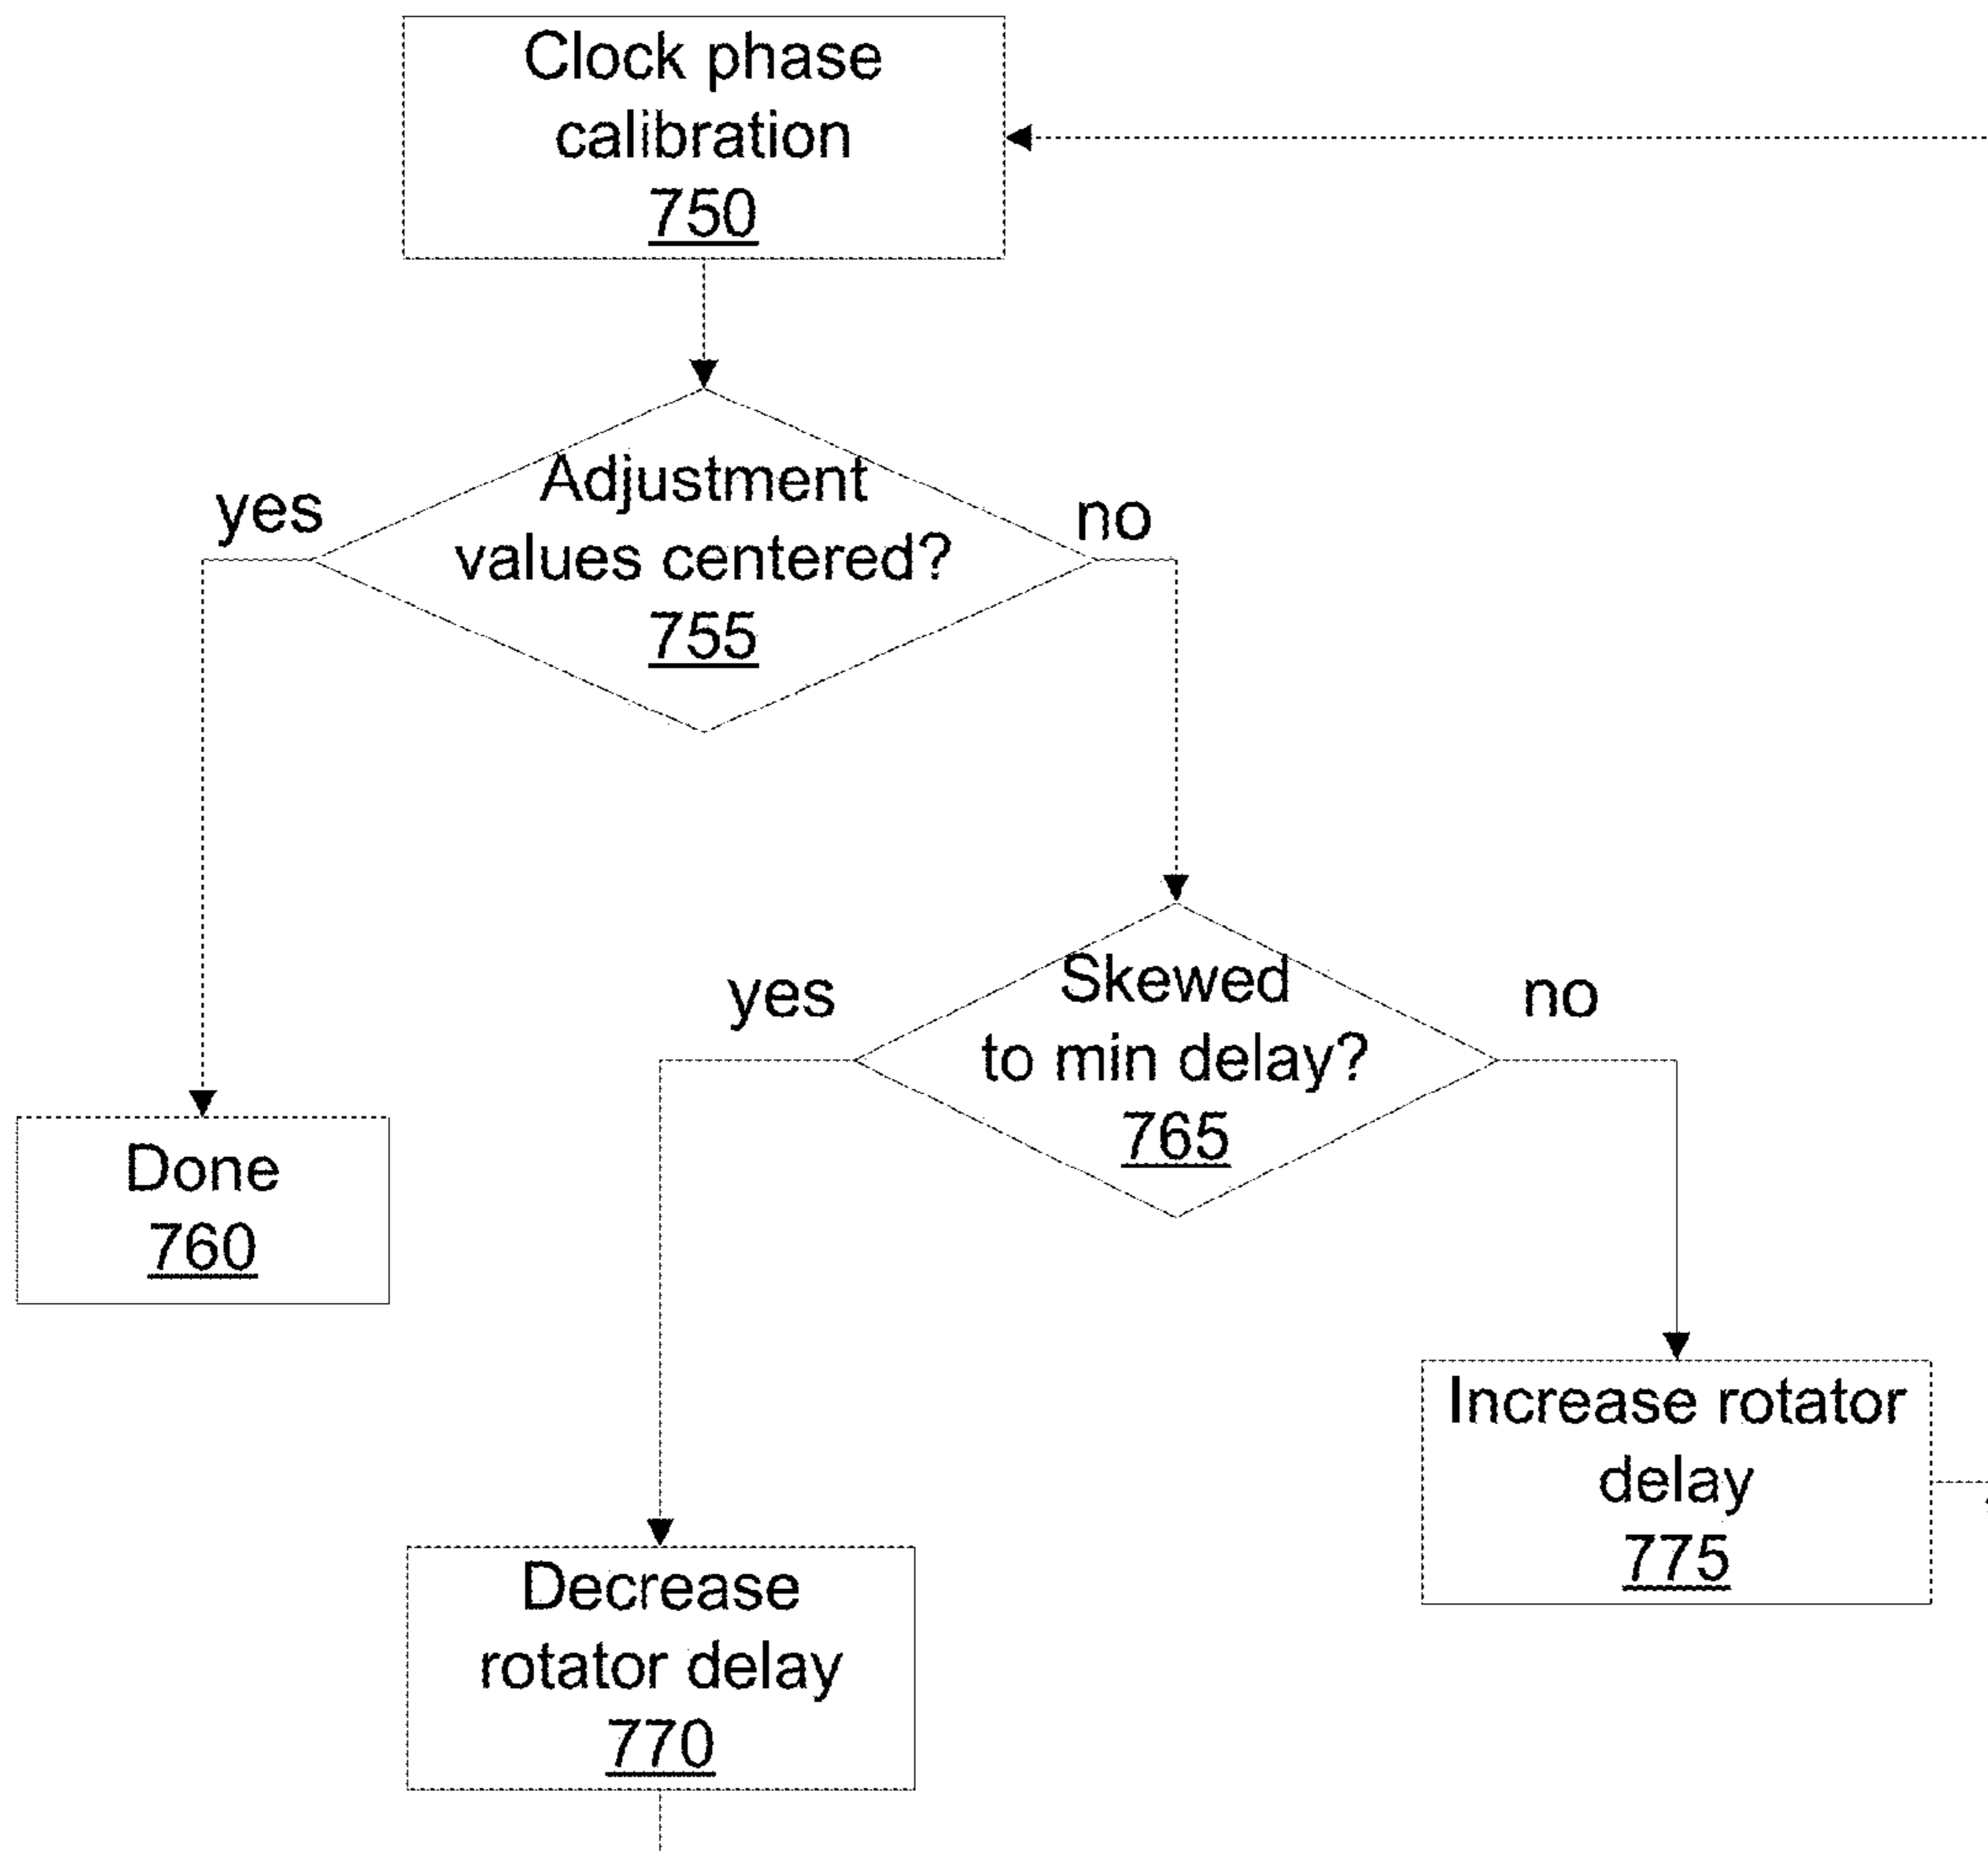 Clock phase
calibration
750
yes
Adjustment
values centered?
755
no
yes
Skewed
to min delay?
765
no
Done
760
Increase rotator
delay
775
Decrease
rotator delay
770